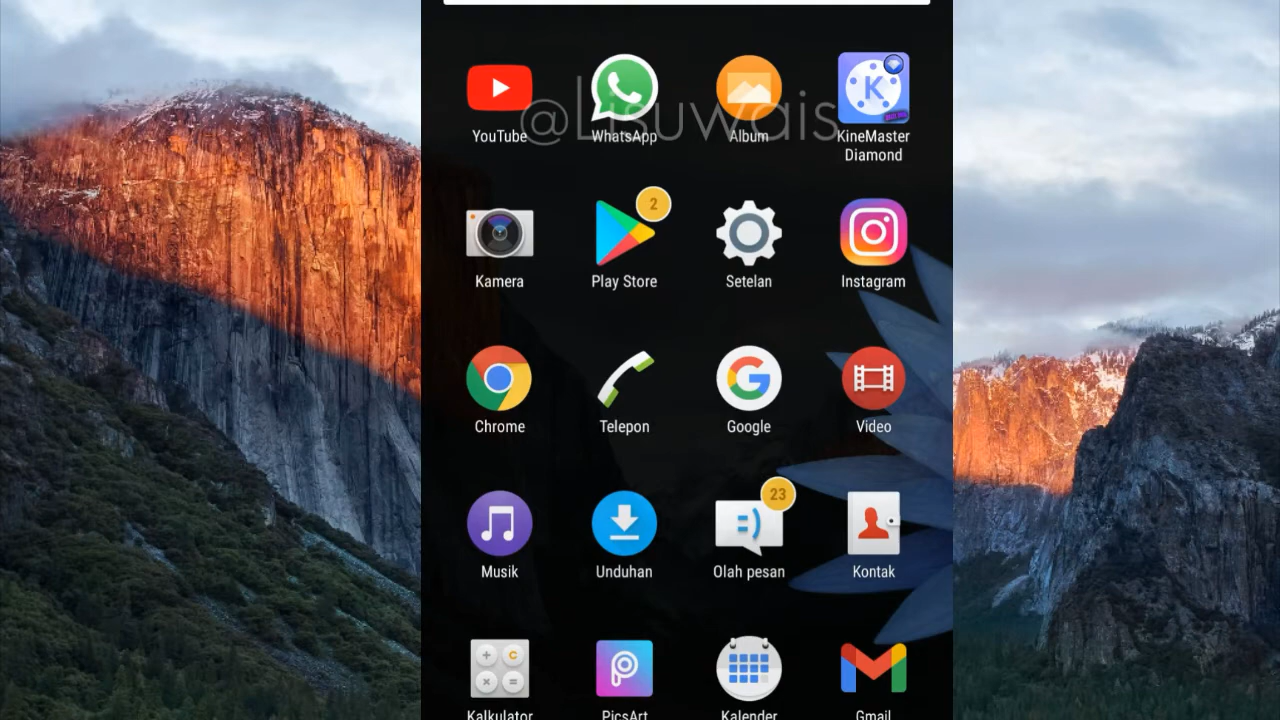 @Lisuwais
YouTube
WhatsApp
Album
KineMaster
Diamond
2
Kamera
Play Store
Setelan
Instagram
Chrome
Telepon
Google
Video
23
Musik
Unduhan
Olah pesan
Kontak
Kalkulator
PicsArt
Kalender
Gmail